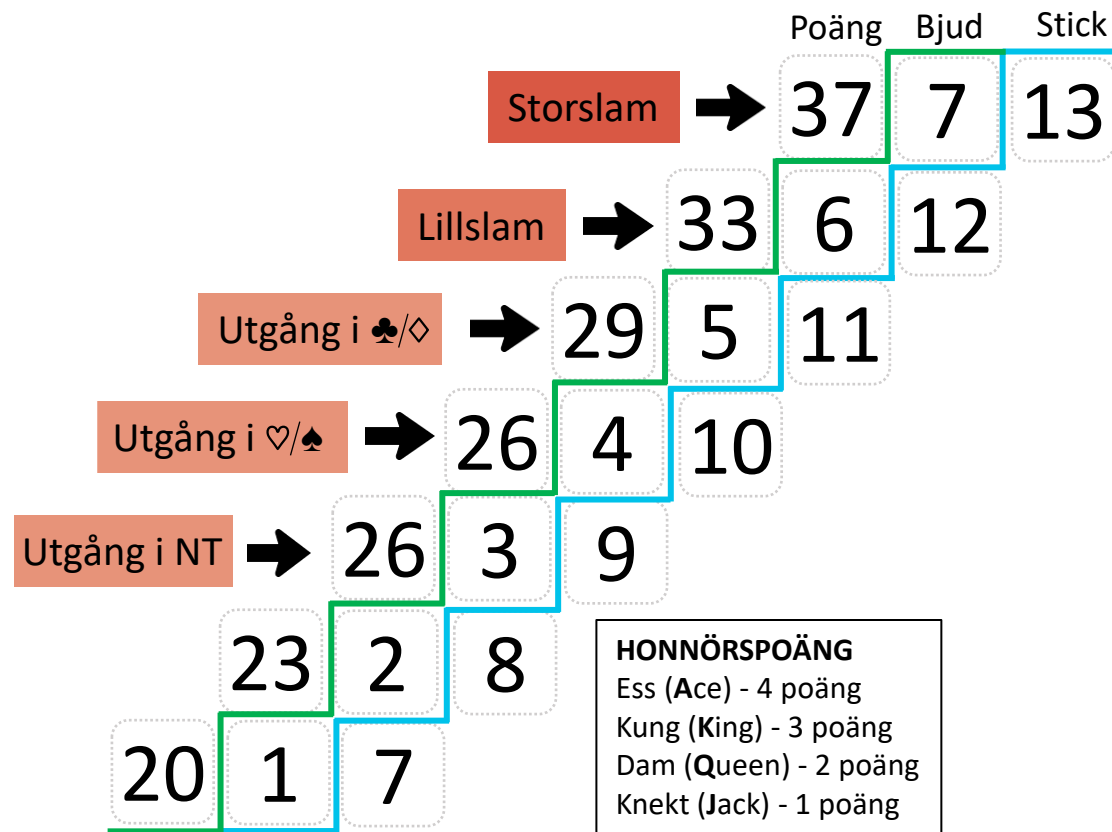 Poäng Bjud Stick
Storslam 37 7 13
Lillslam 33 6 12
Utgång i ♣/♢ 29 5 11
Utgång i ♡/♠ 26 4 10
Utgång i NT 26 3 9
23 2 8
20 1 7
HONNÖRSPOÄNG
Ess (Ace) - 4 poäng
Kung (King) - 3 poäng
Dam (Queen) - 2 poäng
Knekt (Jack) - 1 poäng